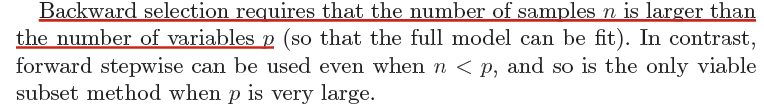 Backward selection requires that the number of samples n is larger than
the number of variables p (so that the full model can be fit). In contrast,
forward stepwise can be used even when n < p, and so is the only viable
subset method when p is very large.